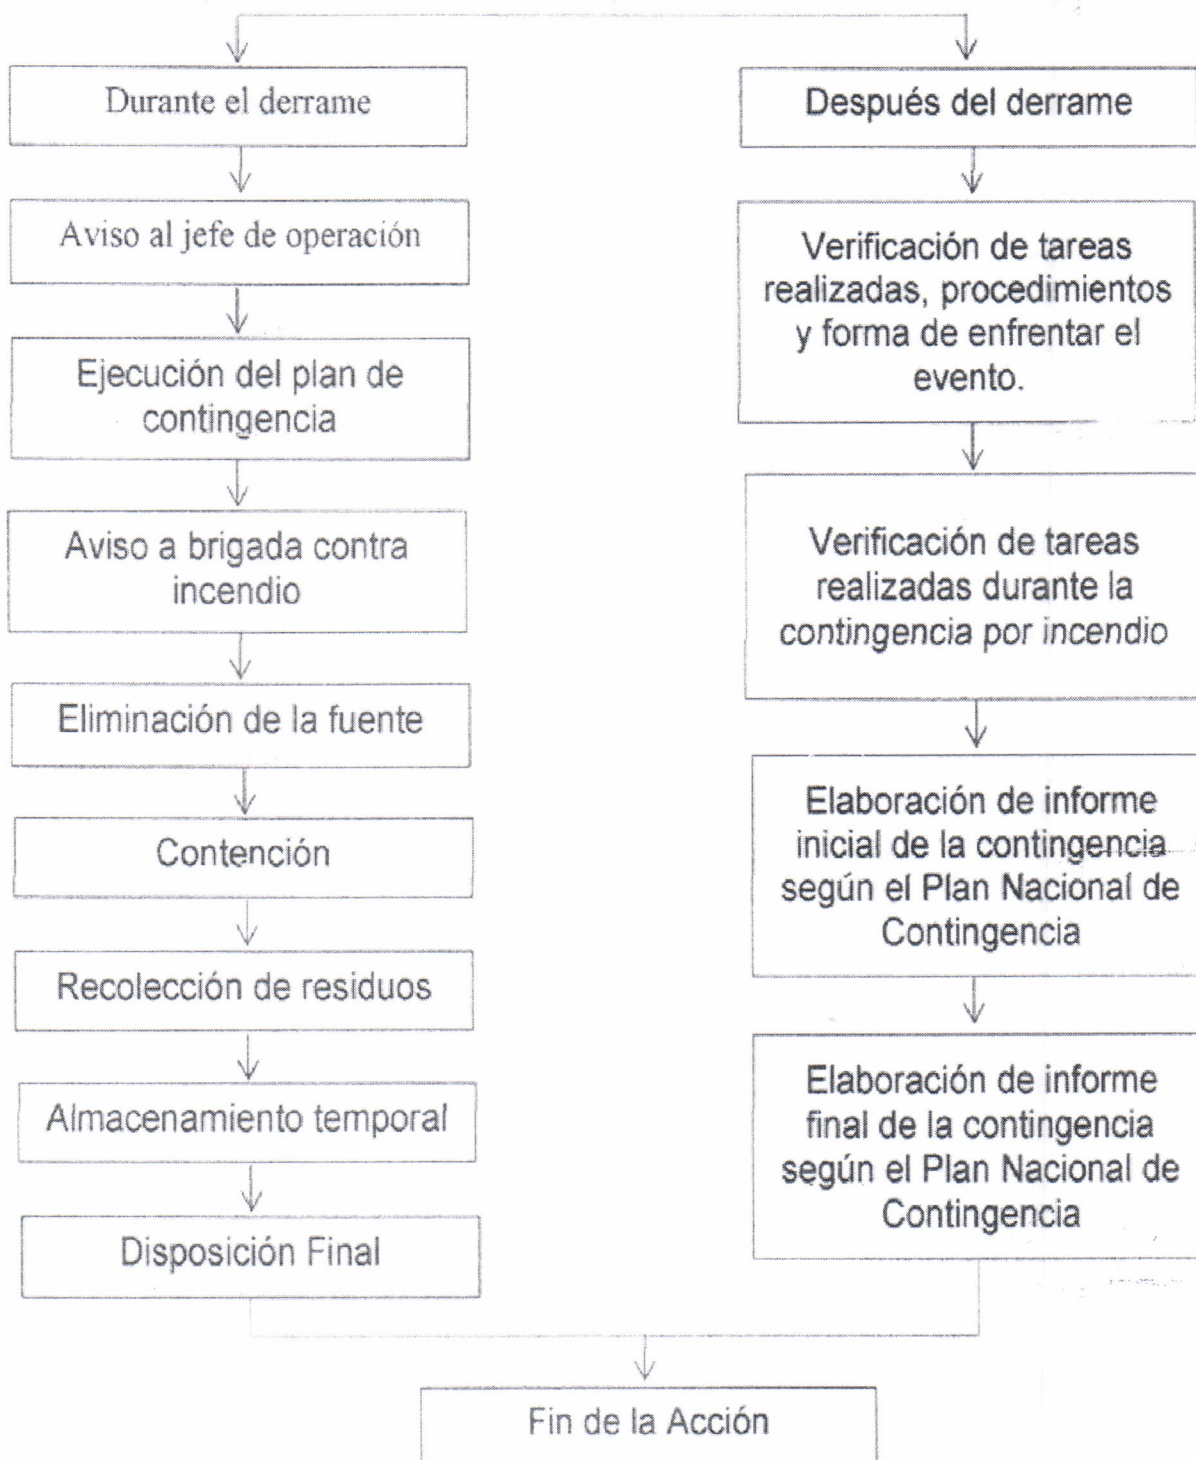 Durante el derrame
Aviso al jefe de operación
Ejecución del plan de
contingencia
Aviso a brigada contra
incendio
Eliminación de la fuente
Contención
Recolección de residuos
Almacenamiento temporal
Disposición Final
Después del derrame
Verificación de tareas
realizadas, procedimientos
y forma de enfrentar el
evento.
Verificación de tareas
realizadas durante la
contingencia por incendio
Elaboración de informe
inicial de la contingencia
según el Plan Nacional de
Contingencia
Elaboración de informe
final de la contingencia
según el Plan Nacional de
Contingencia
Fin de la Acción